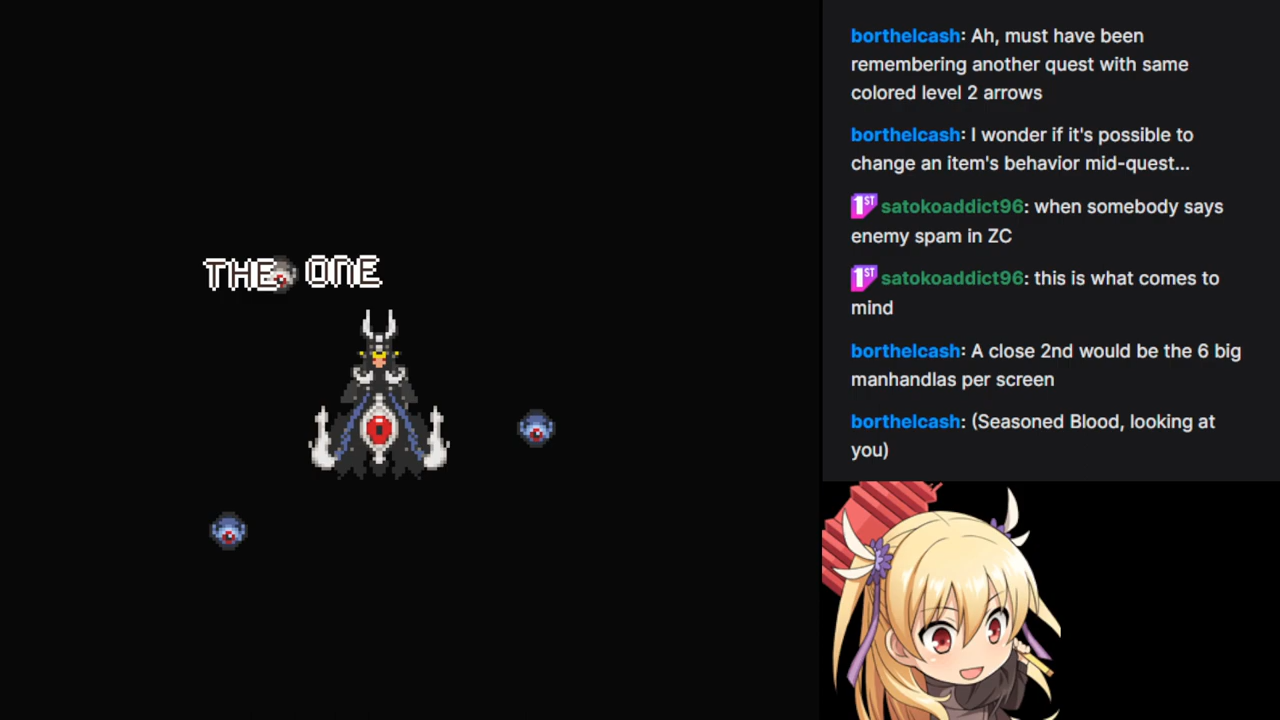 THE ONE
borthelcash: Ah, must have been
remembering another quest with same
colored level 2 arrows
borthelcash: I wonder if it's possible to
change an item's behavior mid-quest...
1ST satokoaddict96: when somebody says
enemy spam in ZC
1ST satokoaddict96: this is what comes to
mind
borthelcash: A close 2nd would be the 6 big
manhandlas per screen
borthelcash: (Seasoned Blood, looking at
you)